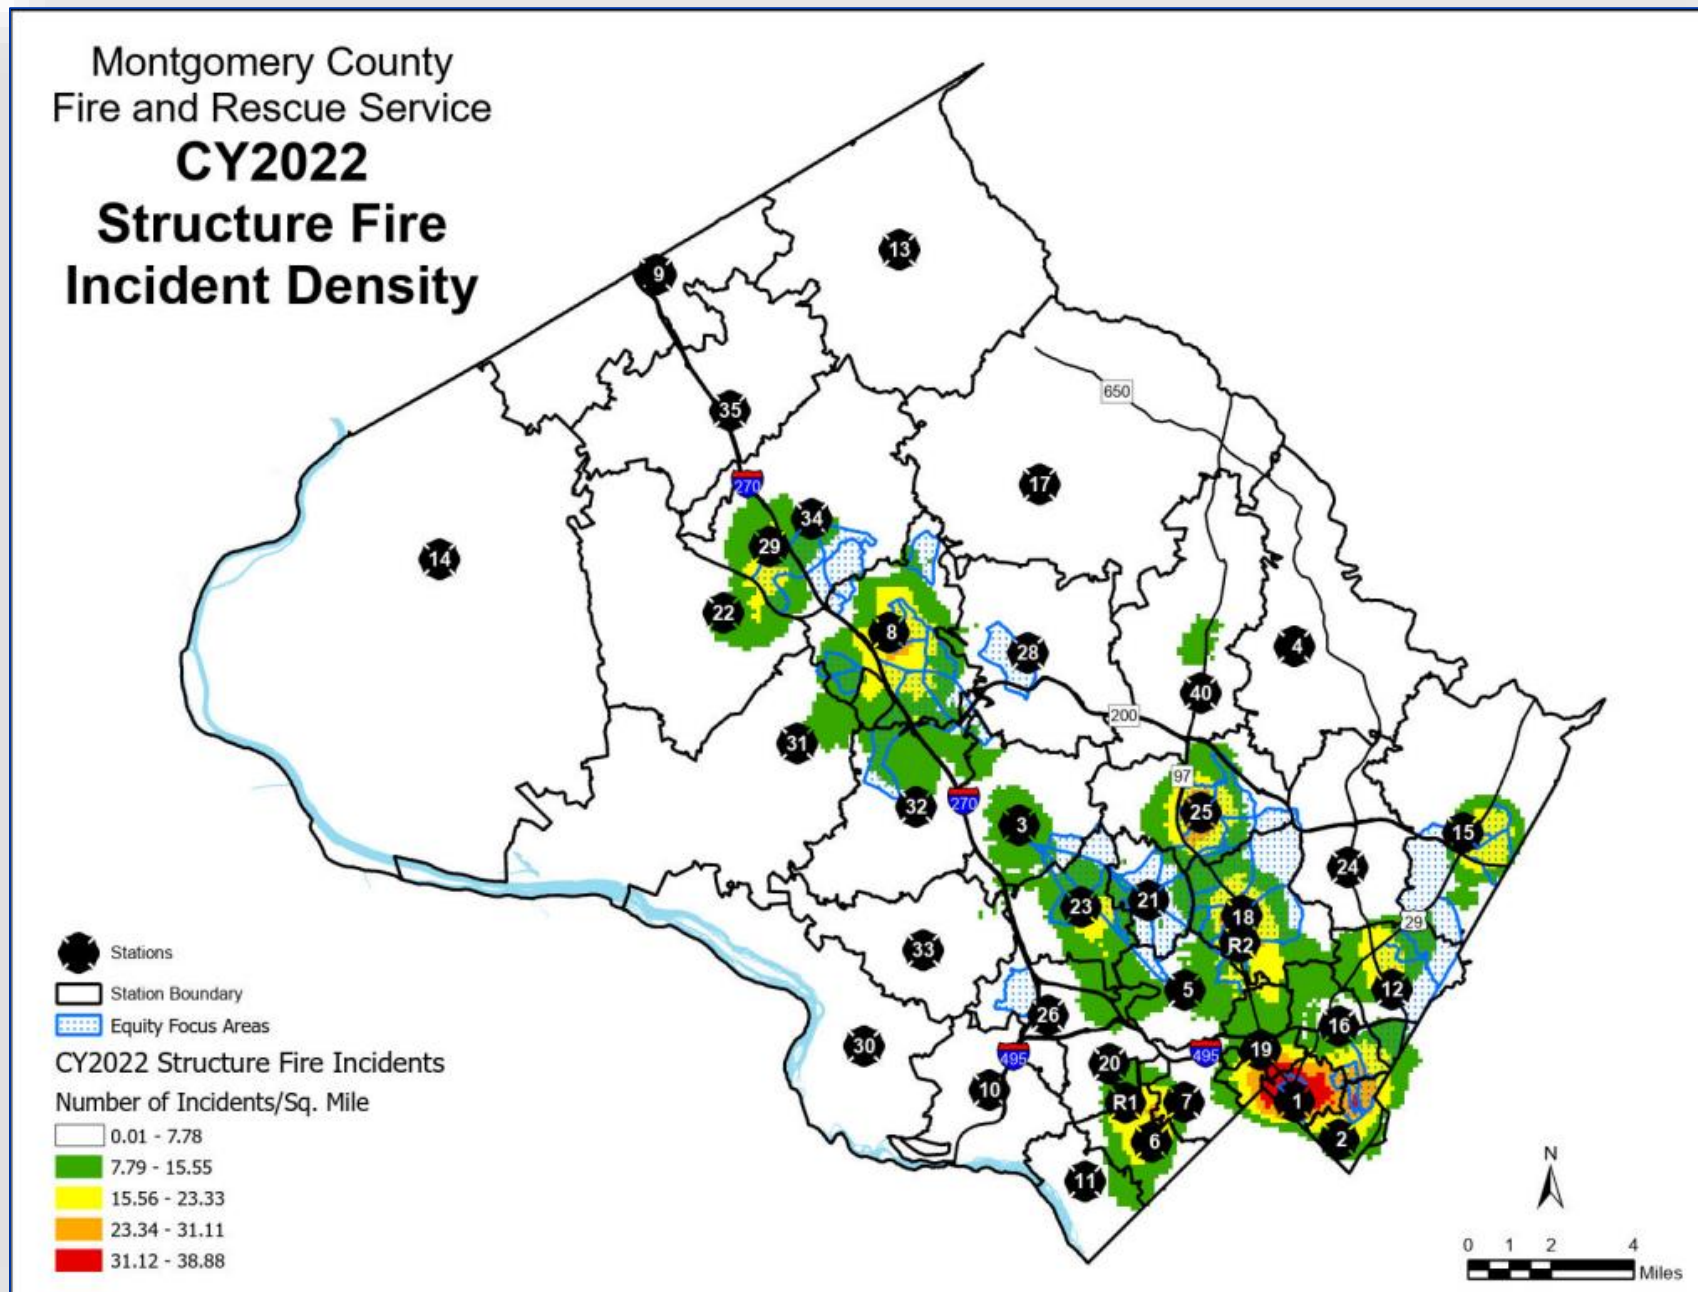 Montgomery County
Fire and Rescue Service
CY2022
Structure Fire
Incident Density
13
9
650
35
17
270
34
14
29
22
8
4
28
40
200
31
97
270
32
25
3
15
24
23
21
18
29
R2
33
5
12
26
16
30
19
495
495
20
10
R1
7
1
6
2
11
Stations
Station Boundary
Equity Focus Areas
CY2022 Structure Fire Incidents
Number of Incidents/Sq. Mile
0.01 - 7.78
7.79 - 15.55
15.56 - 23.33
23.34 - 31.11
31.12 - 38.88
N
0 1 2 4
Miles